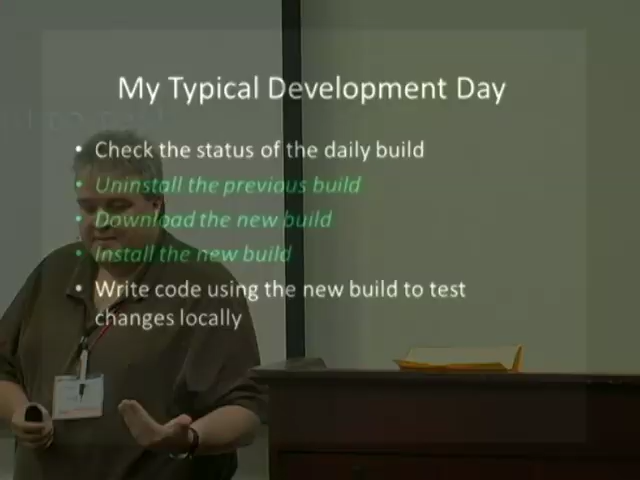 My Typical Development Day
• Check the status of the daily build
• Uninstall the previous build
• Download the new build
• Install the new build
• Write code using the new build to test
changes locally